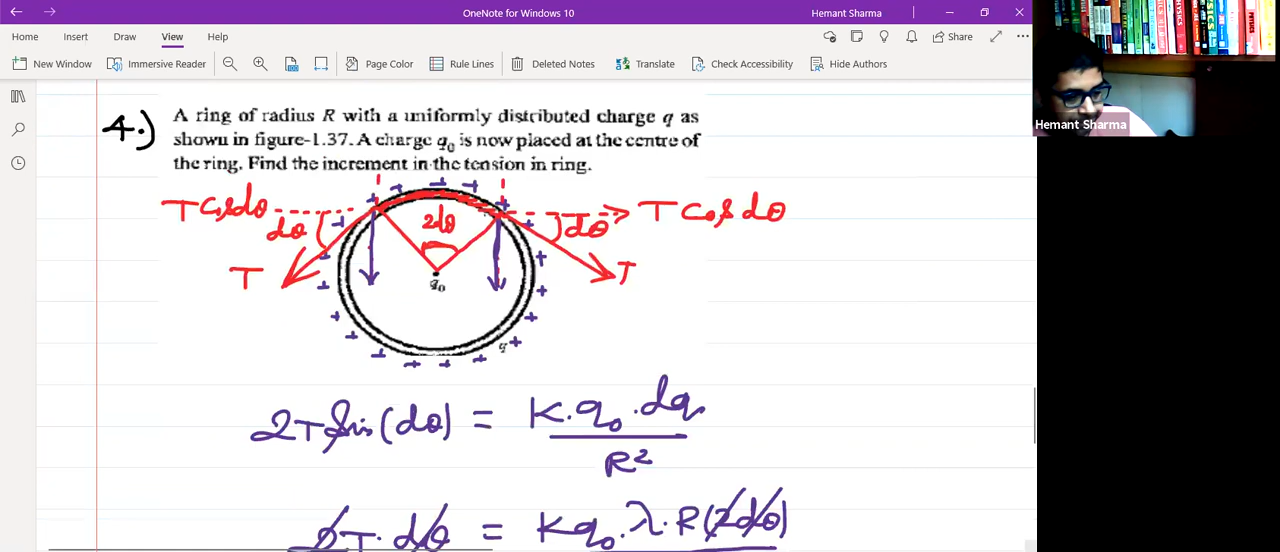 OneNote for Windows 10
Hemant Sharma
Home Insert Draw View Help
Share
New Window Immersive Reader Page Color Rule Lines Deleted Notes Translate Check Accessibility Hide Authors
PHYSICS
Hemant Sharma
4.)
A ring of radius R with a uniformly distributed charge q as
shown in figure-1.37. A charge q₀ is now placed at the centre of
the ring. Find the increment in the tension in ring.
T cos dθ
dθ
2dθ
dθ
T cos dθ
T
T
q₀
q
2T sin(dθ) = K·q₀·dq
R²
2T·dθ = Kq₀·λ·R(2dθ)